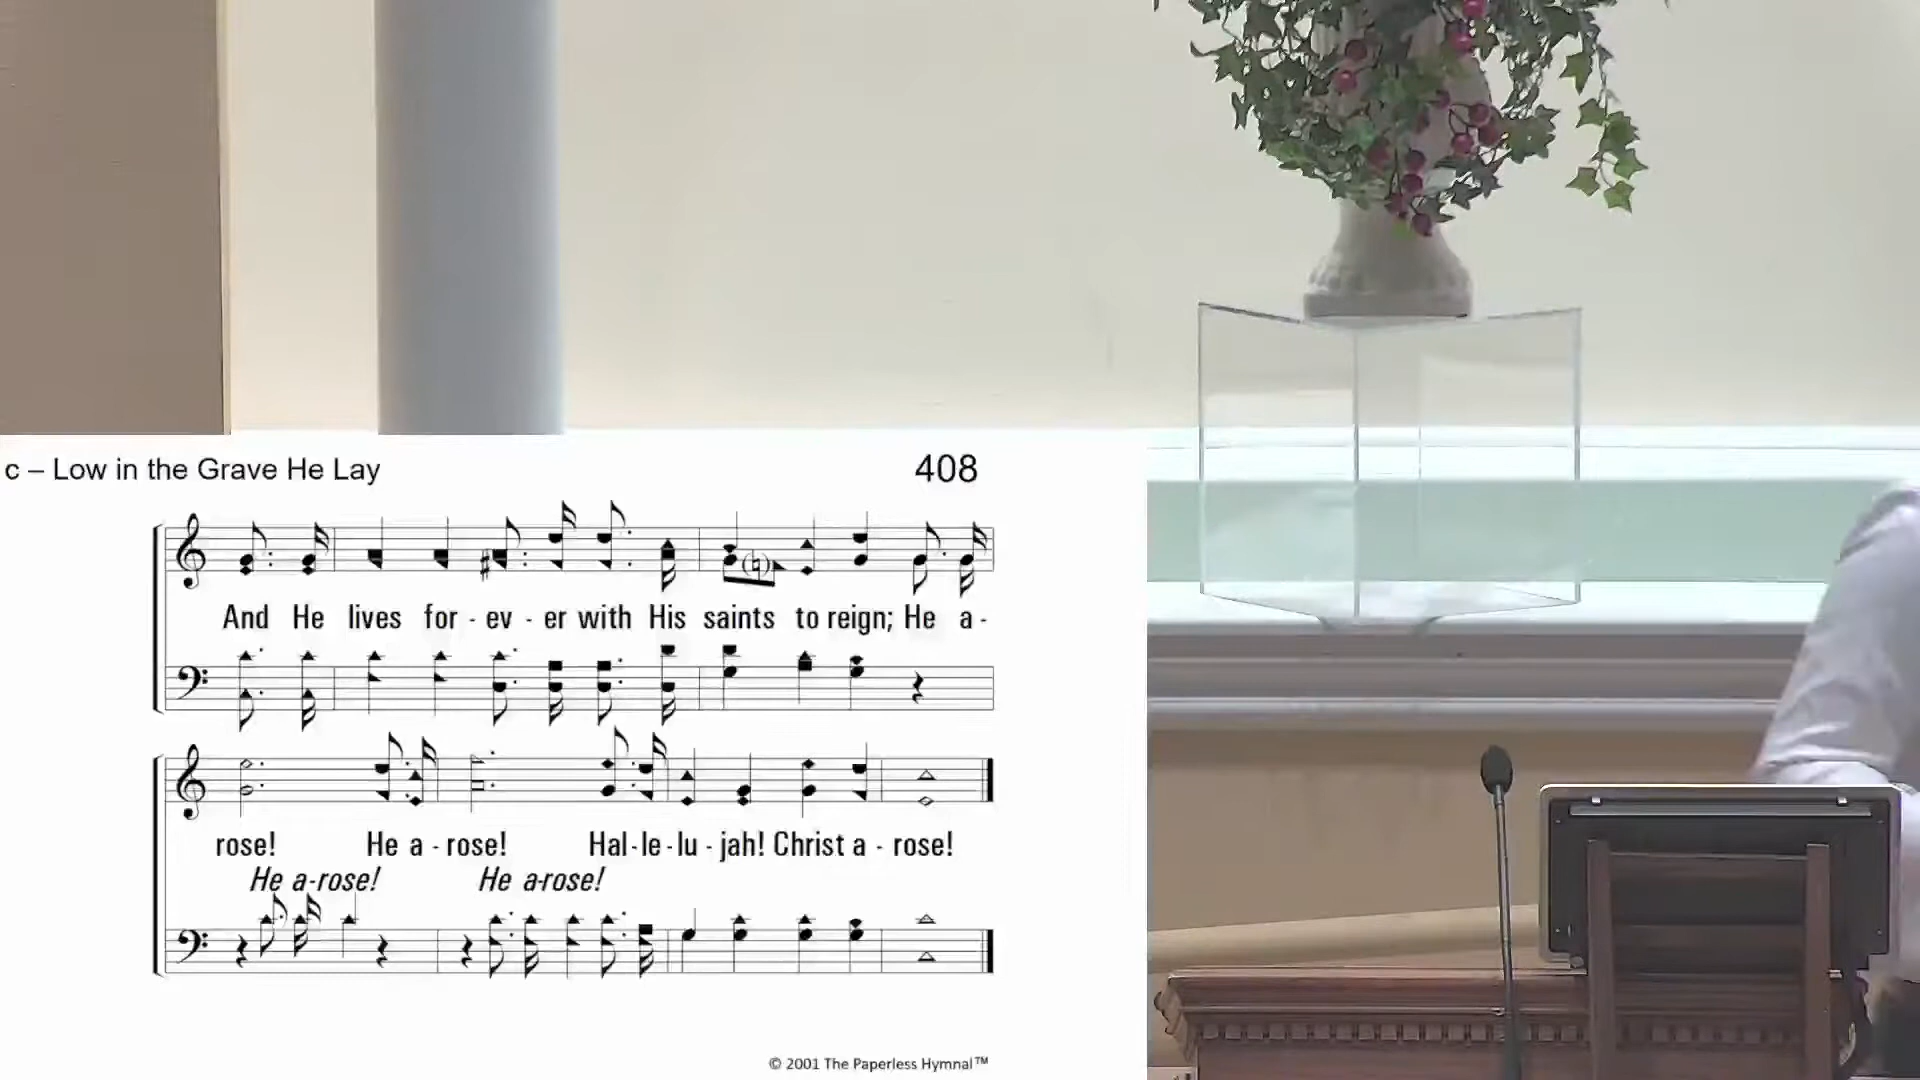 c – Low in the Grave He Lay
408
And He lives for - ev - er with His saints to reign; He a -
rose! He a - rose! Hal - le - lu - jah! Christ a - rose!
He a-rose! He a-rose!
© 2001 The Paperless Hymnal™